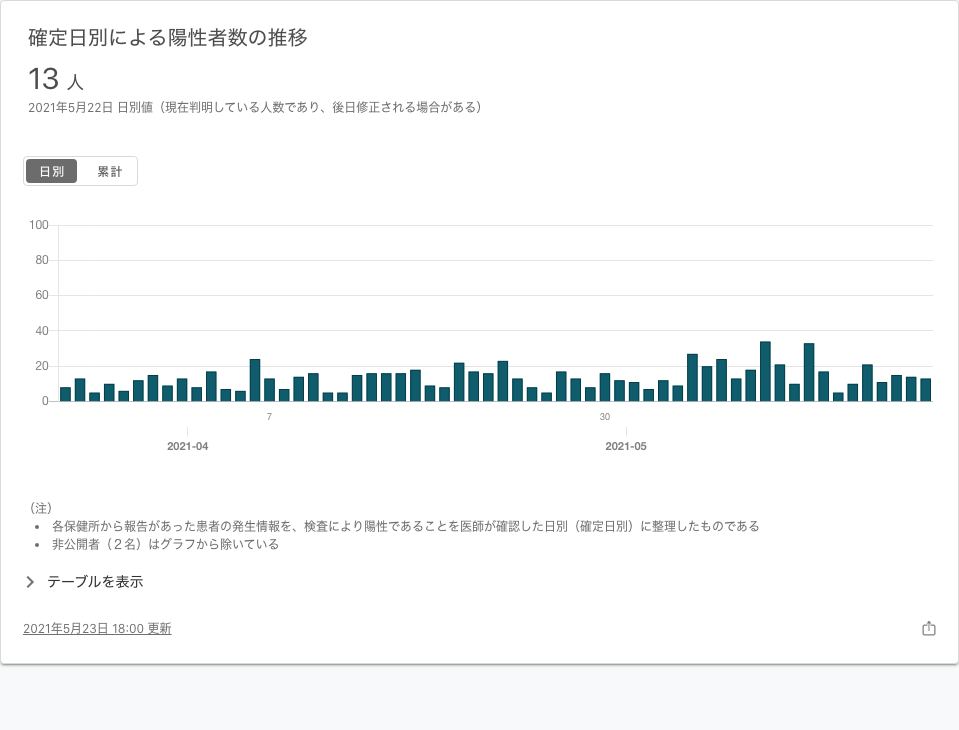 確定日別による陽性者数の推移
13 人
2021年5月22日 日別値（現在判明している人数であり、後日修正される場合がある）
日別 累計
100
80
60
40
20
0
7 30
2021-04 2021-05
（注）
• 各保健所から報告があった患者の発生情報を、検査により陽性であることを医師が確認した日別（確定日別）に整理したものである
• 非公開者（２名）はグラフから除いている
テーブルを表示
2021年5月23日 18:00 更新